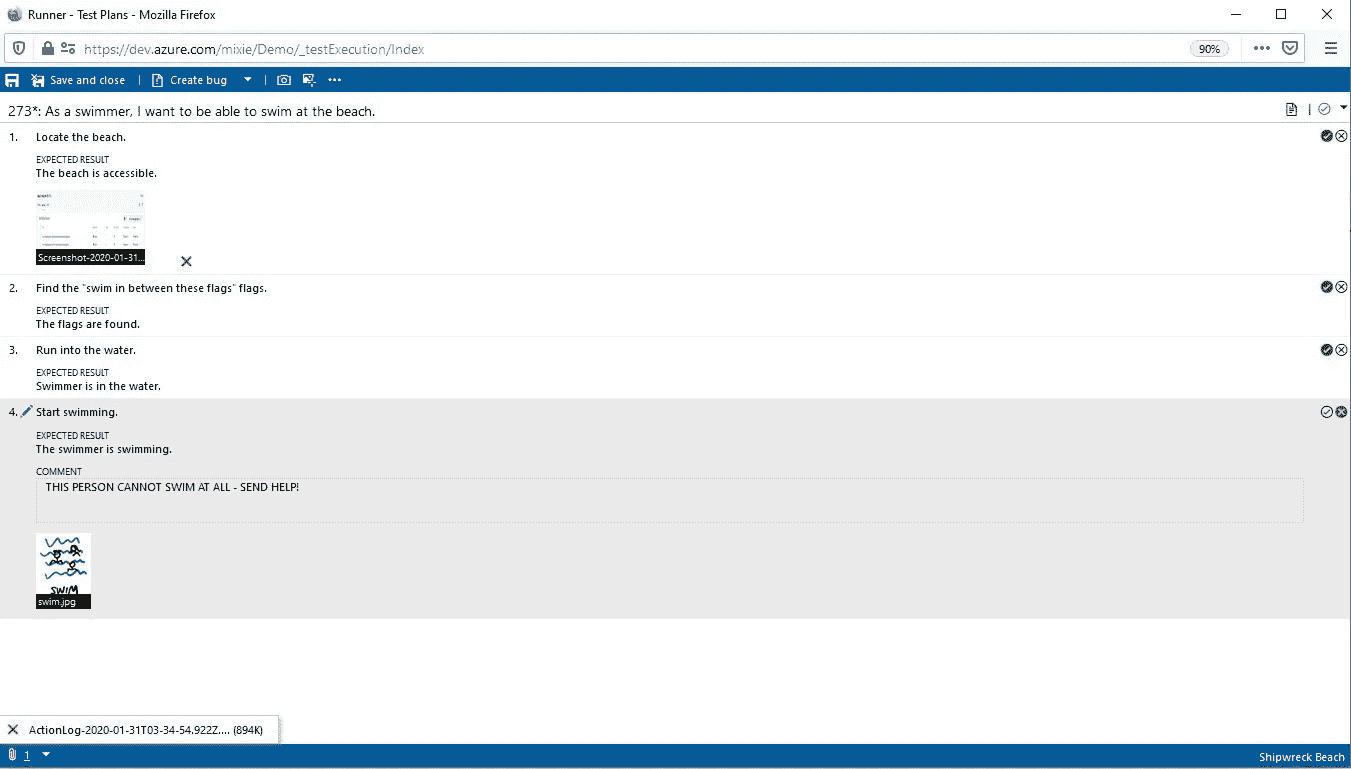 Runner - Test Plans - Mozilla Firefox
https://dev.azure.com/mixie/Demo/_testExecution/Index
90%
Save and close
Create bug
273*: As a swimmer, I want to be able to swim at the beach.
1. Locate the beach.
EXPECTED RESULT
The beach is accessible.
Screenshot-2020-01-31...
2. Find the "swim in between these flags" flags.
EXPECTED RESULT
The flags are found.
3. Run into the water.
EXPECTED RESULT
Swimmer is in the water.
4. Start swimming.
EXPECTED RESULT
The swimmer is swimming.
COMMENT
THIS PERSON CANNOT SWIM AT ALL - SEND HELP!
SWIM
swim.jpg
ActionLog-2020-01-31T03-34-54.922Z.... (894K)
1
Shipwreck Beach